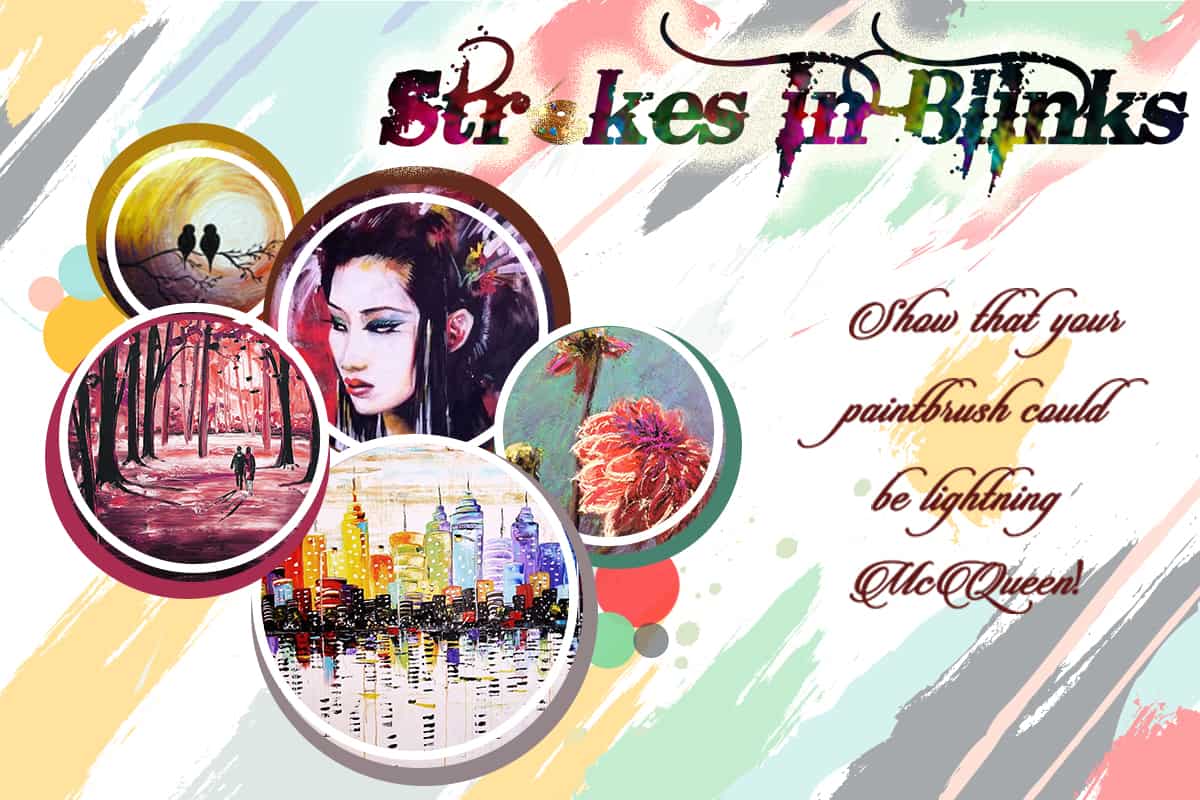 Strokes in Blinks
Show that your
paintbrush could
be lightning
McQueen!